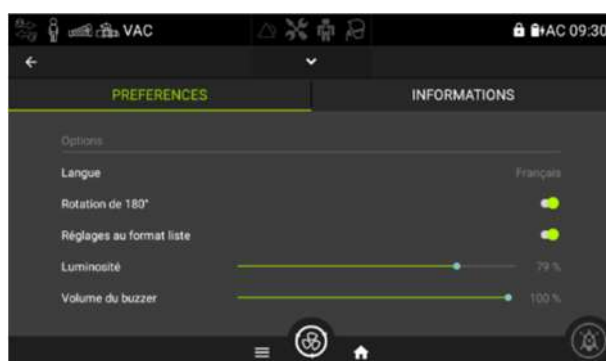 VAC
AC 09:30
PREFERENCES
INFORMATIONS
Options
Langue
Français
Rotation de 180°
Réglages au format liste
Luminosité
79 %
Volume du buzzer
100 %